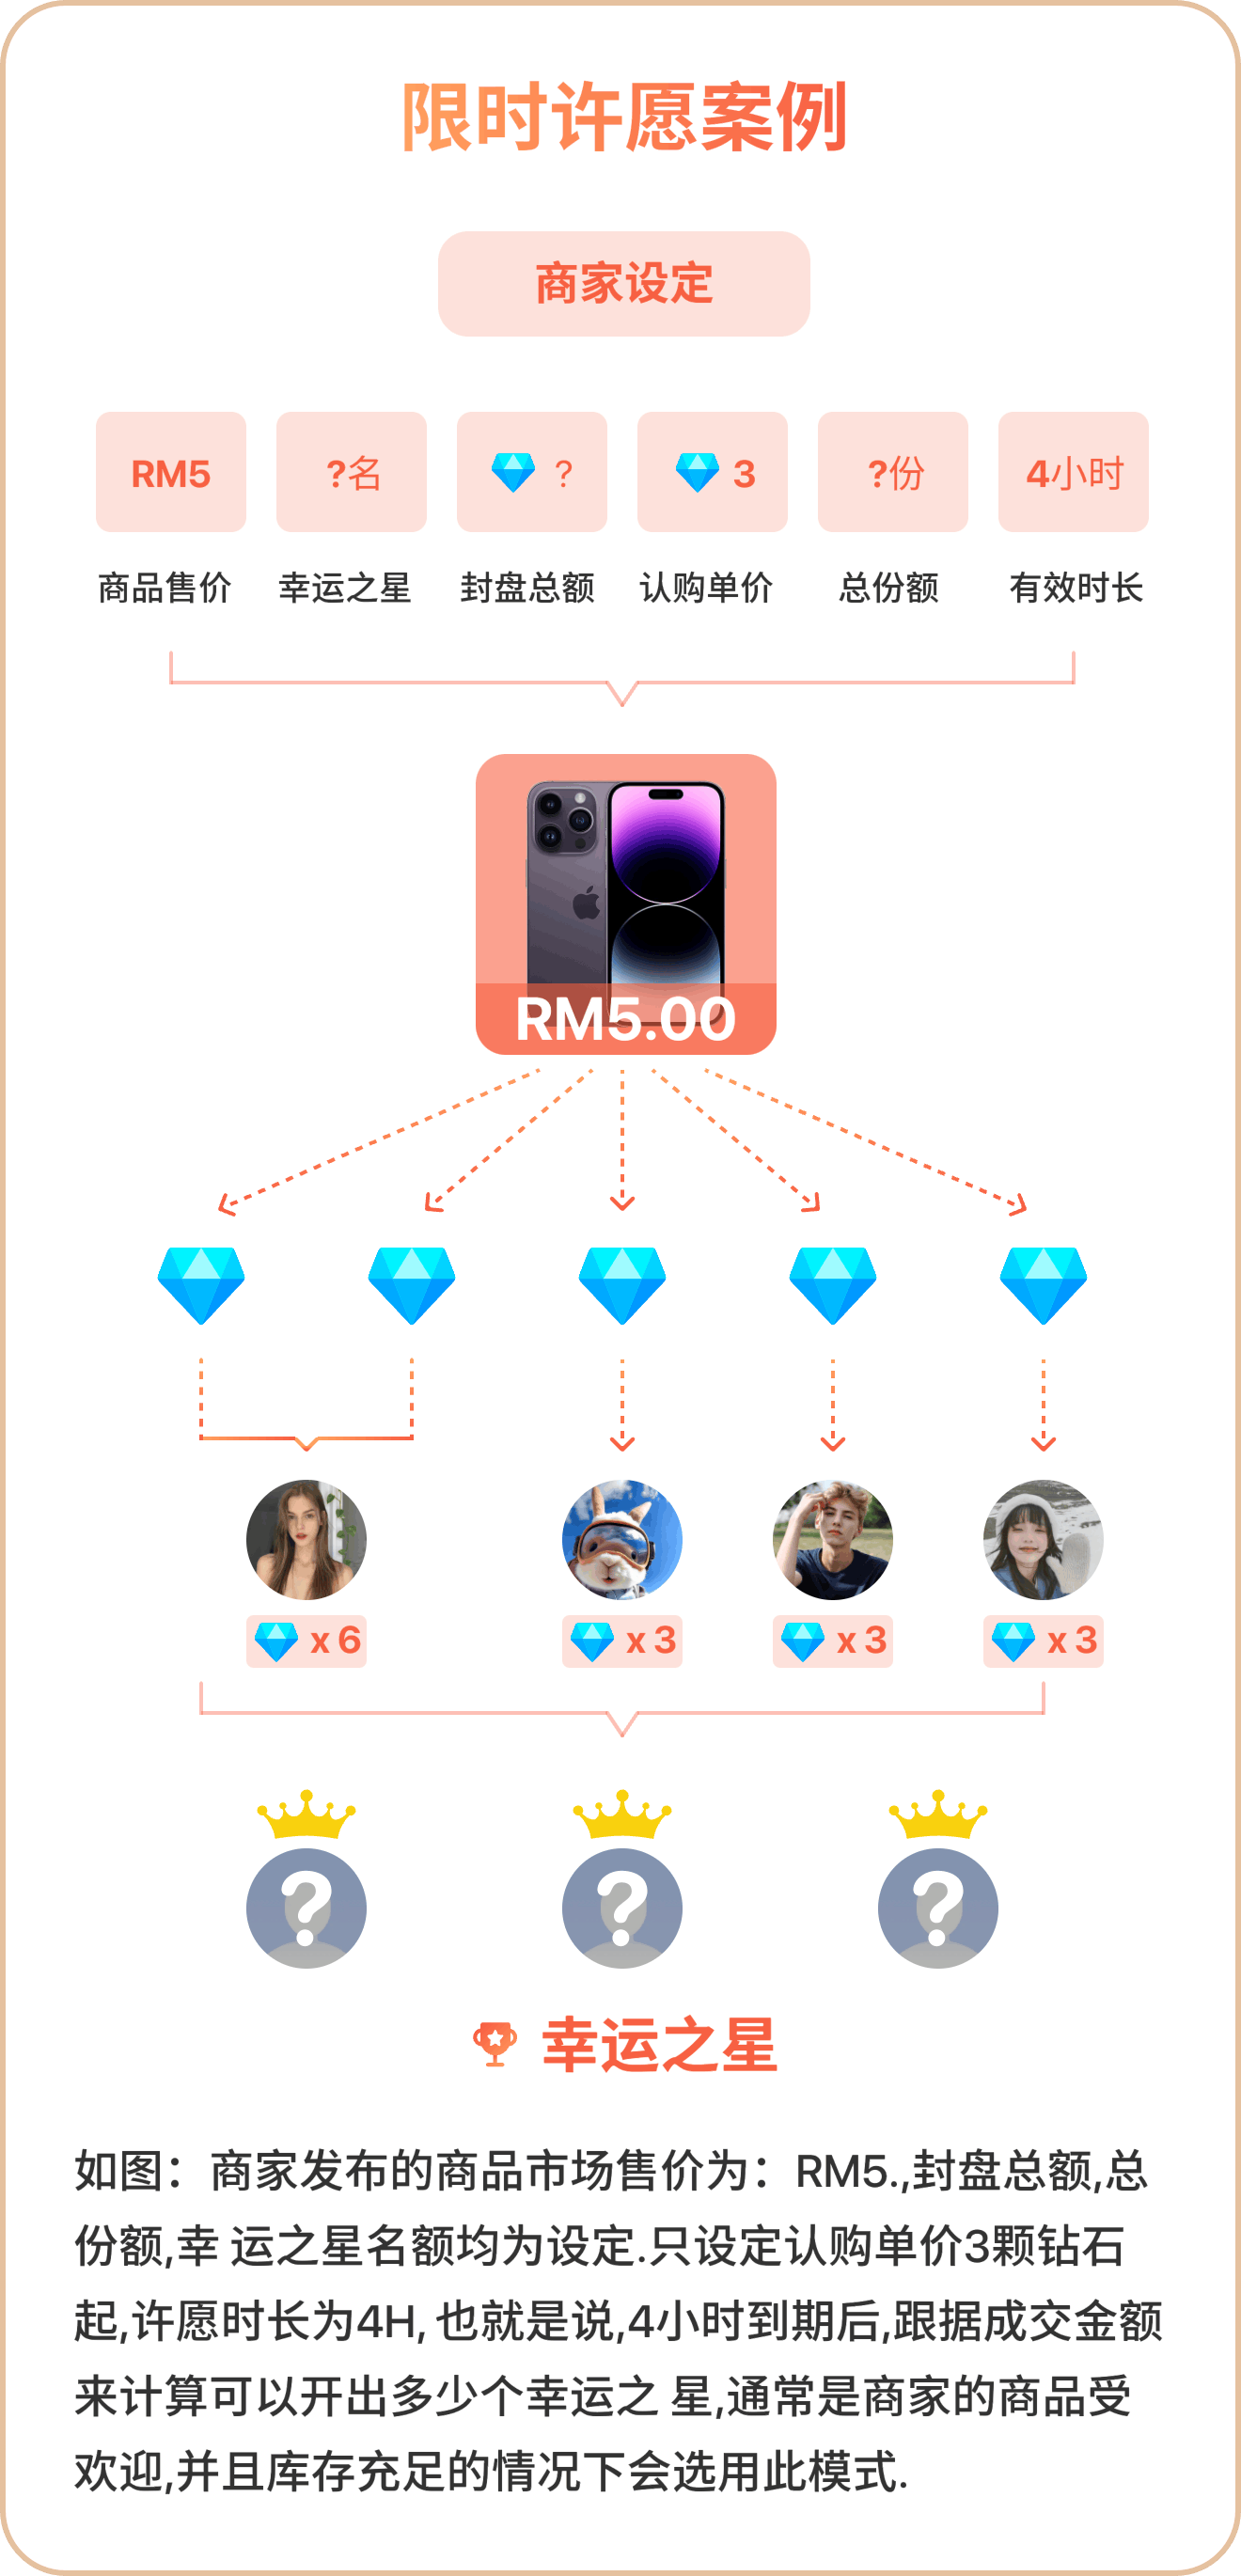 限时许愿案例
商家设定
RM5 ?名 ? 3 ?份 4小时
商品售价 幸运之星 封盘总额 认购单价 总份额 有效时长
RM5.00
x 6 x 3 x 3 x 3
? ? ?
幸运之星
如图：商家发布的商品市场售价为：RM5.,封盘总额,总
份额,幸 运之星名额均为设定.只设定认购单价3颗钻石
起,许愿时长为4H, 也就是说,4小时到期后,跟据成交金额
来计算可以开出多少个幸运之 星,通常是商家的商品受
欢迎,并且库存充足的情况下会选用此模式.